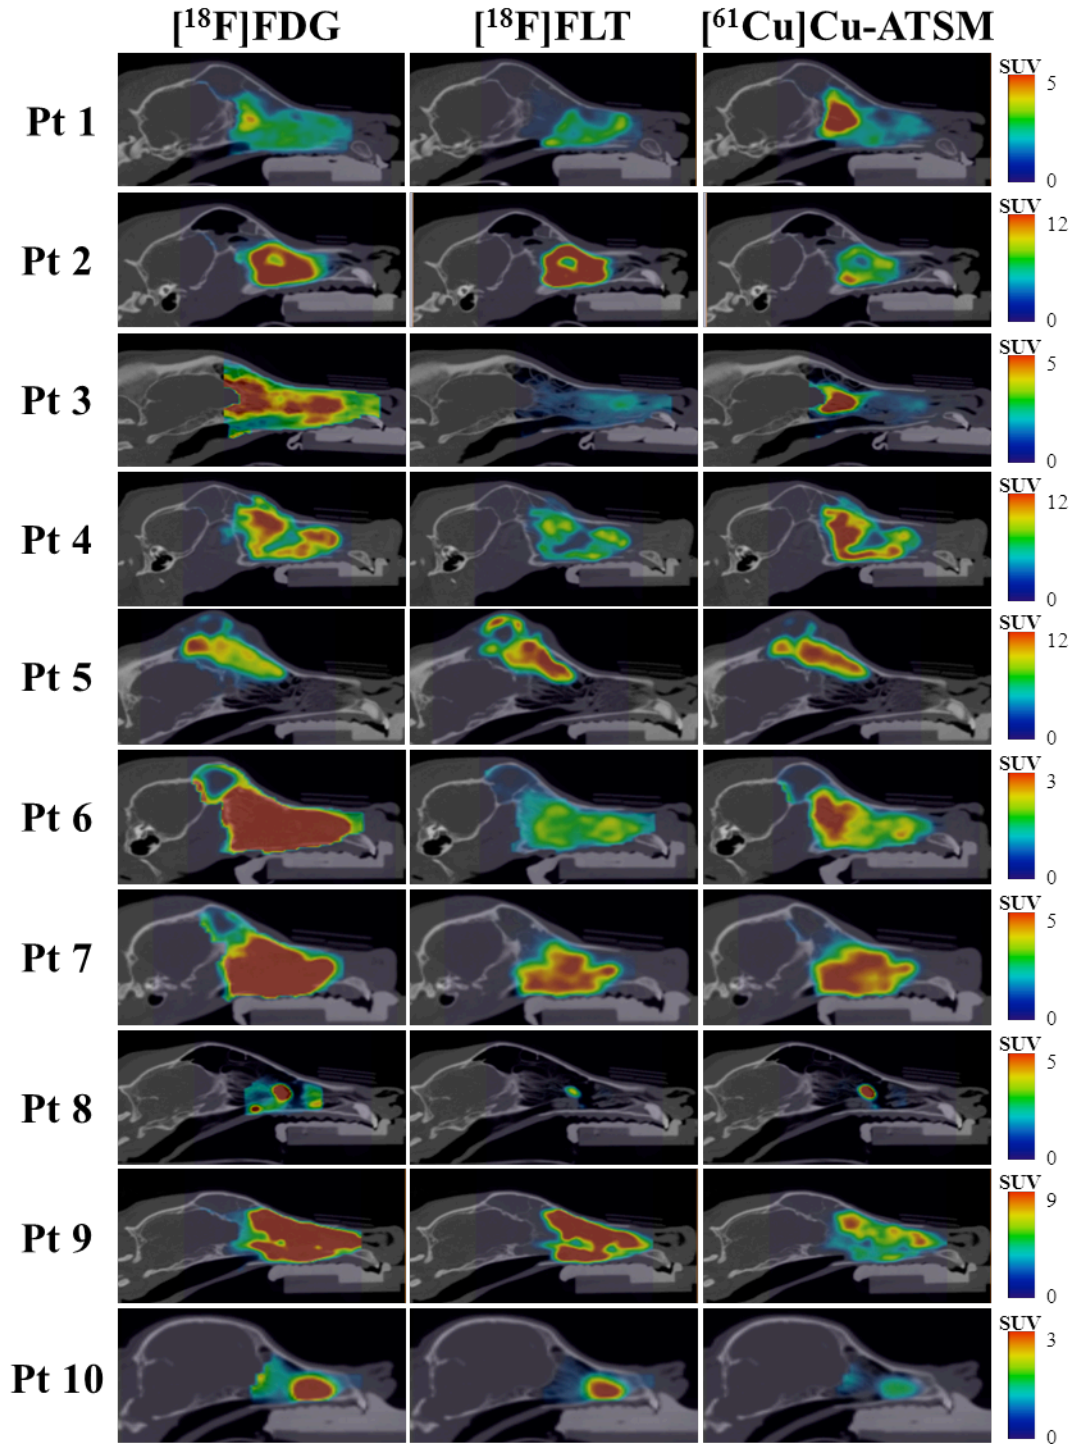 [¹⁸F]FDG [¹⁸F]FLT [⁶¹Cu]Cu-ATSM
Pt 1 SUV 5 0
Pt 2 SUV 12 0
Pt 3 SUV 5 0
Pt 4 SUV 12 0
Pt 5 SUV 12 0
Pt 6 SUV 3 0
Pt 7 SUV 5 0
Pt 8 SUV 5 0
Pt 9 SUV 9 0
Pt 10 SUV 3 0